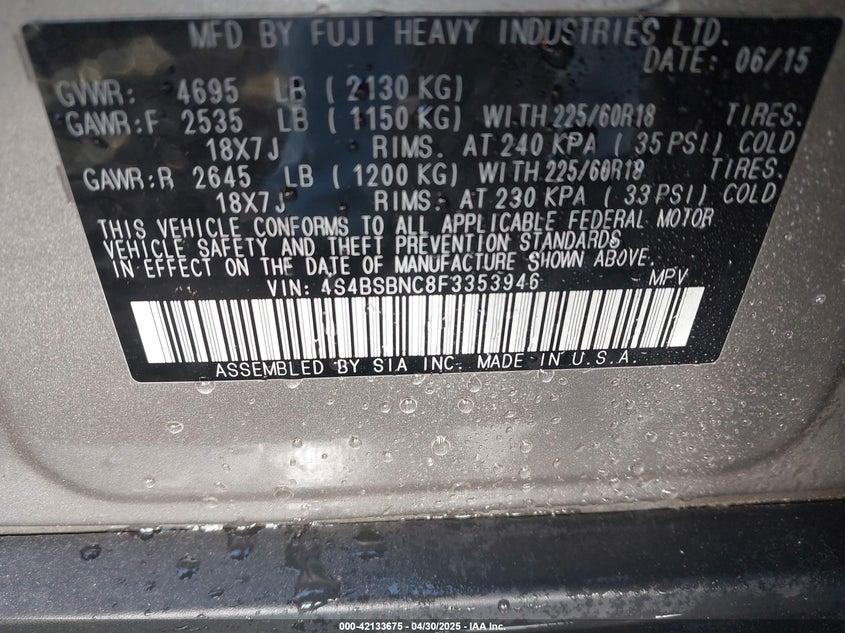 MFD BY FUJI HEAVY INDUSTRIES LTD.
DATE: 06/15
GVWR: 4695 LB ( 2130 KG)
GAWR:F 2535 LB ( 1150 KG) WITH 225/60R18 TIRES.
18X7J RIMS. AT 240 KPA ( 35 PSI) COLD
GAWR:R 2645 LB ( 1200 KG) WITH 225/60R18 TIRES.
18X7J RIMS. AT 230 KPA ( 33 PSI) COLD
THIS VEHICLE CONFORMS TO ALL APPLICABLE FEDERAL MOTOR
VEHICLE SAFETY AND THEFT PREVENTION STANDARDS
IN EFFECT ON THE DATE OF MANUFACTURE SHOWN ABOVE.
VIN: 4S4BSBNC8F3353946 MPV
ASSEMBLED BY SIA INC. MADE IN U.S.A.
000-42133675 - 04/30/2025 - IAA Inc.